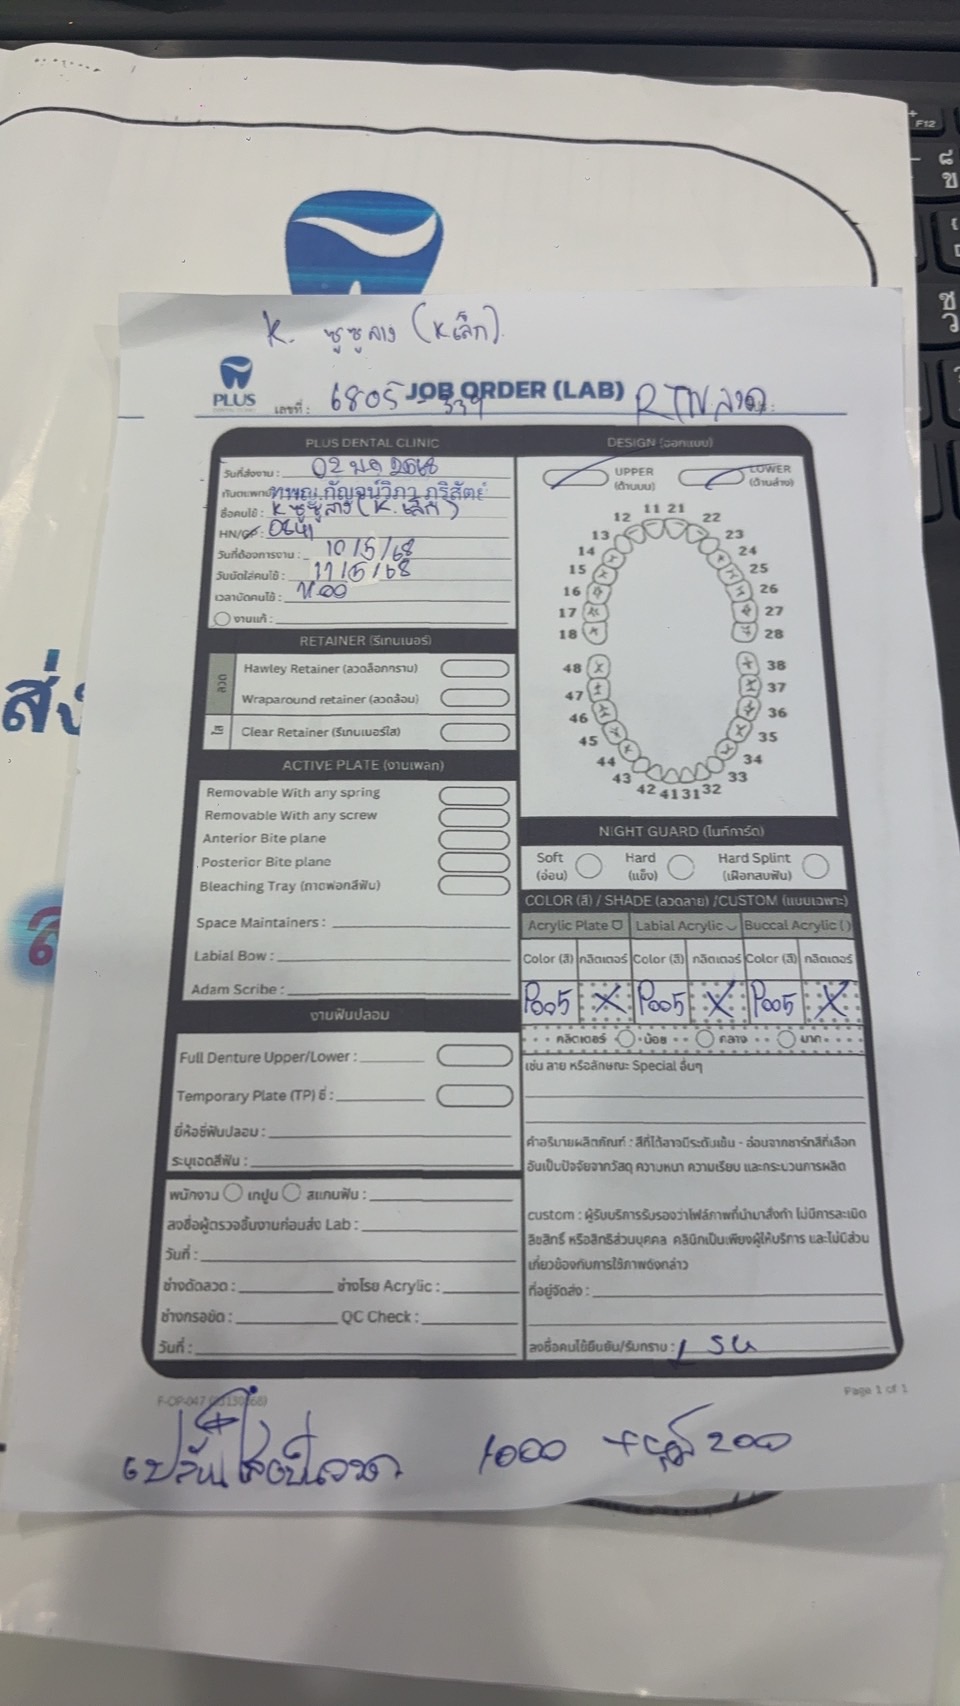 K. ซูซูลาง (Kเล็ก).
PLUS
JOB ORDER (LAB)
เลขที่ : 6805 - 339 RTNลวด
PLUS DENTAL CLINIC
วันที่ส่งงาน :
ทันตแพทย์ ทพญ.กัญจน์วิภา ภูริสัตย์
ชื่อคนไข้ : K ซูซูลาง (K. เล็ก)
HN/
วันที่ต้องการงาน : 10/5/68
วันนัดใส่คนไข้ : 11/5/68
เวลานัดคนไข้ : 11.00
งานแก้ :
RETAINER (รีเทนเนอร์)
ลวด
Hawley Retainer (ลวดล็อกกราม)
Wraparound retainer (ลวดล้อม)
ใส
Clear Retainer (รีเทนเนอร์ใส)
ACTIVE PLATE (งานเพลท)
Removable With any spring
Removable With any screw
Anterior Bite plane
Posterior Bite plane
Bleaching Tray (ถาดฟอกสีฟัน)
Space Maintainers :
Labial Bow :
Adam Scribe :
งานฟันปลอม
Full Denture Upper/Lower :
Temporary Plate (TP) ซี่ :
ยี่ห้อซี่ฟันปลอม :
ระบุเฉดสีฟัน :
พนักงาน เทปูน สแกนฟัน :
ลงชื่อผู้ตรวจชิ้นงานก่อนส่ง Lab :
วันที่ :
ช่างดัดลวด : ช่างโรย Acrylic :
ช่างกรอขัด : QC Check :
วันที่ :
DESIGN (ออกแบบ)
UPPER (ด้านบน)
LOWER (ด้านล่าง)
11 21
12 22
13 23
14 24
15 25
16 26
17 27
18 28
48 38
47 37
46 36
45 35
44 34
43 33
42 41 31 32
NIGHT GUARD (ไนท์การ์ด)
Soft (อ่อน)
Hard (แข็ง)
Hard Splint (เฝือกสบฟัน)
COLOR (สี) / SHADE (ลวดลาย) /CUSTOM (แบบเฉพาะ)
Acrylic Plate Labial Acrylic Buccal Acrylic ( )
Color (สี) กลิตเตอร์ Color (สี) กลิตเตอร์ Color (สี) กลิตเตอร์
P005 X P005 X P005 X
กลิตเตอร์ น้อย กลาง มาก
เช่น ลาย หรือลักษณะ Special อื่นๆ
คำอธิบายผลิตภัณฑ์ : สีที่ได้อาจมีระดับเข้ม - อ่อนจากชาร์ทสีที่เลือก
อันเป็นปัจจัยจากวัสดุ ความหนา ความเรียบ และกระบวนการผลิต
custom : ผู้รับบริการรับรองว่าไฟล์ภาพที่นำมาสั่งทำ ไม่มีการละเมิด
ลิขสิทธิ์ หรือสิทธิส่วนบุคคล คลินิกเป็นเพียงผู้ให้บริการ และไม่มีส่วน
เกี่ยวข้องกับการใช้ภาพดังกล่าว
ที่อยู่จัดส่ง :
ลงชื่อคนไข้ยืนยัน/รับทราบ :
Page 1 of 1
1000 + 200
F12